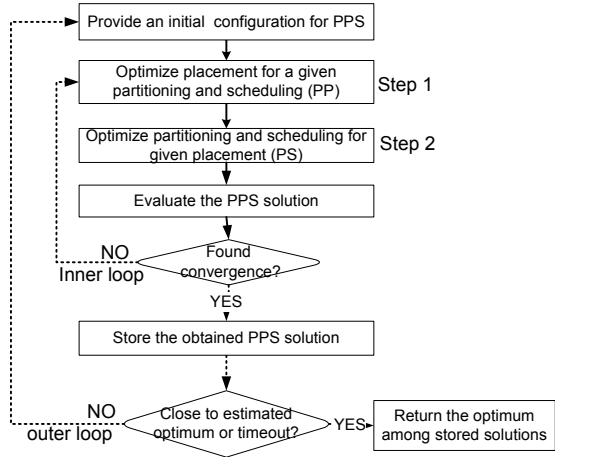 Provide an initial configuration for PPS
Optimize placement for a given
partitioning and scheduling (PP)
Step 1
Optimize partitioning and scheduling for
given placement (PS)
Step 2
Evaluate the PPS solution
NO
Inner loop
Found
convergence?
YES
Store the obtained PPS solution
NO
outer loop
Close to estimated
optimum or timeout?
YES
Return the optimum
among stored solutions